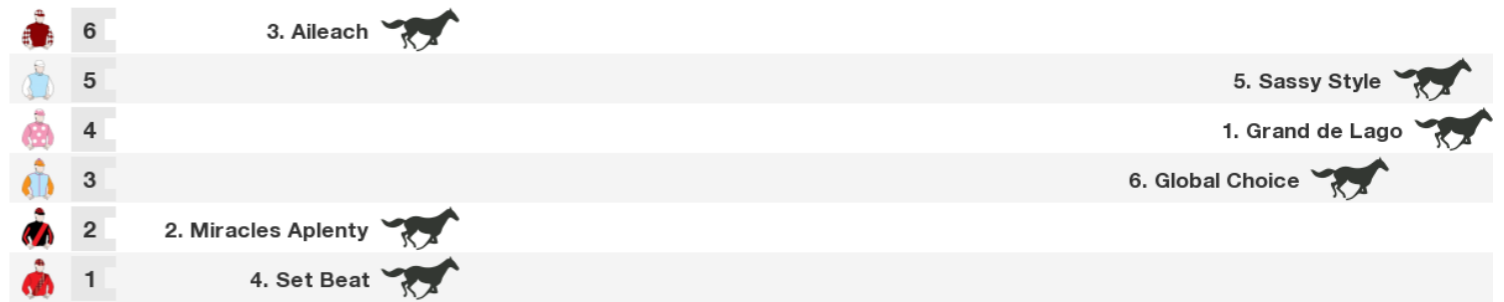 6 3. Aileach
5 5. Sassy Style
4 1. Grand de Lago
3 6. Global Choice
2 2. Miracles Aplenty
1 4. Set Beat